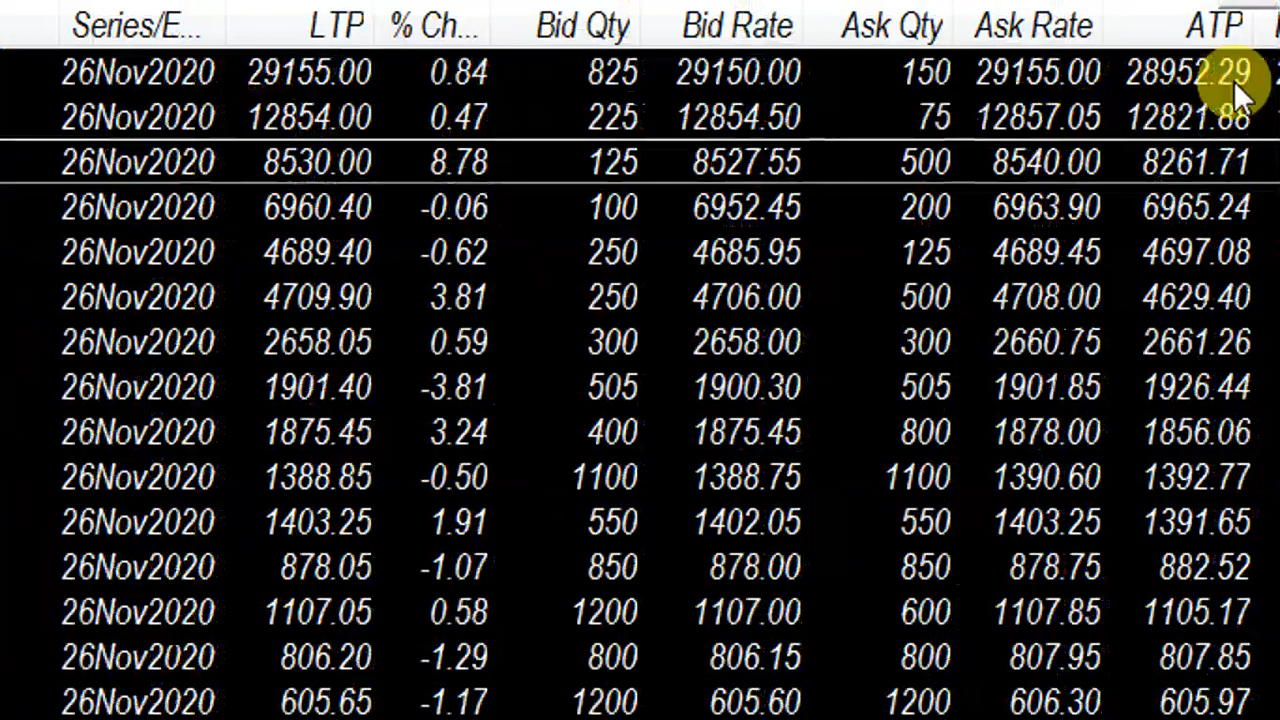 Series/E... LTP % Ch... Bid Qty Bid Rate Ask Qty Ask Rate ATP
26Nov2020 29155.00 0.84 825 29150.00 150 29155.00 28952.29
26Nov2020 12854.00 0.47 225 12854.50 75 12857.05 12821.88
26Nov2020 8530.00 8.78 125 8527.55 500 8540.00 8261.71
26Nov2020 6960.40 -0.06 100 6952.45 200 6963.90 6965.24
26Nov2020 4689.40 -0.62 250 4685.95 125 4689.45 4697.08
26Nov2020 4709.90 3.81 250 4706.00 500 4708.00 4629.40
26Nov2020 2658.05 0.59 300 2658.00 300 2660.75 2661.26
26Nov2020 1901.40 -3.81 505 1900.30 505 1901.85 1926.44
26Nov2020 1875.45 3.24 400 1875.45 800 1878.00 1856.06
26Nov2020 1388.85 -0.50 1100 1388.75 1100 1390.60 1392.77
26Nov2020 1403.25 1.91 550 1402.05 550 1403.25 1391.65
26Nov2020 878.05 -1.07 850 878.00 850 878.75 882.52
26Nov2020 1107.05 0.58 1200 1107.00 600 1107.85 1105.17
26Nov2020 806.20 -1.29 800 806.15 800 807.95 807.85
26Nov2020 605.65 -1.17 1200 605.60 1200 606.30 605.97